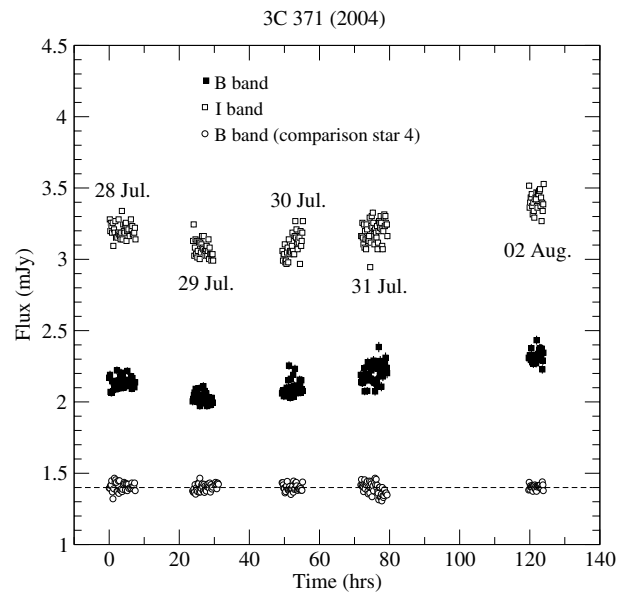 3C 371 (2004)
4.5
4
3.5
3
2.5
2
1.5
1
Flux (mJy)
B band
I band
B band (comparison star 4)
28 Jul.
29 Jul.
30 Jul.
31 Jul.
02 Aug.
0 20 40 60 80 100 120 140
Time (hrs)